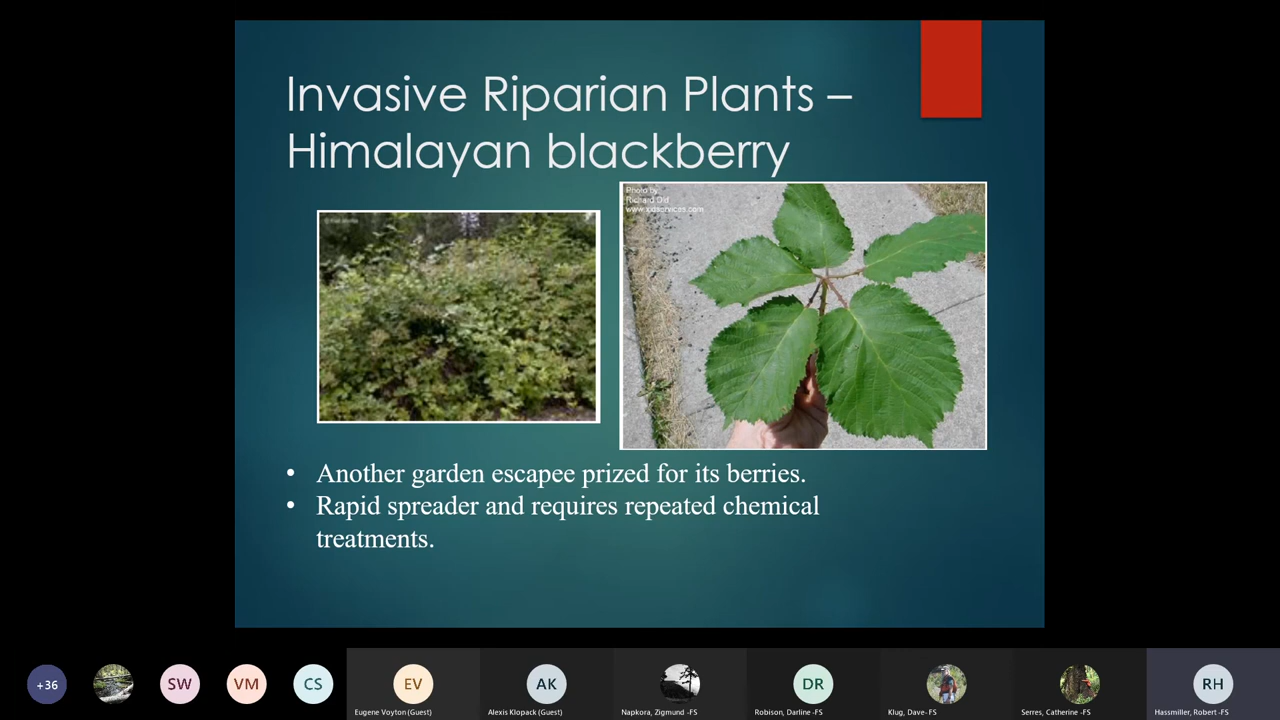 Invasive Riparian Plants –
Himalayan blackberry
Photo by
Richard Old
www.xidservices.com
• Another garden escapee prized for its berries.
• Rapid spreader and requires repeated chemical
treatments.
+36
SW
VM
CS
EV
AK
DR
RH
Eugene Voyton (Guest)
Alexis Klopack (Guest)
Napkora, Zigmund -FS
Robison, Darline -FS
Klug, Dave- FS
Serres, Catherine -FS
Hassmiller, Robert -FS